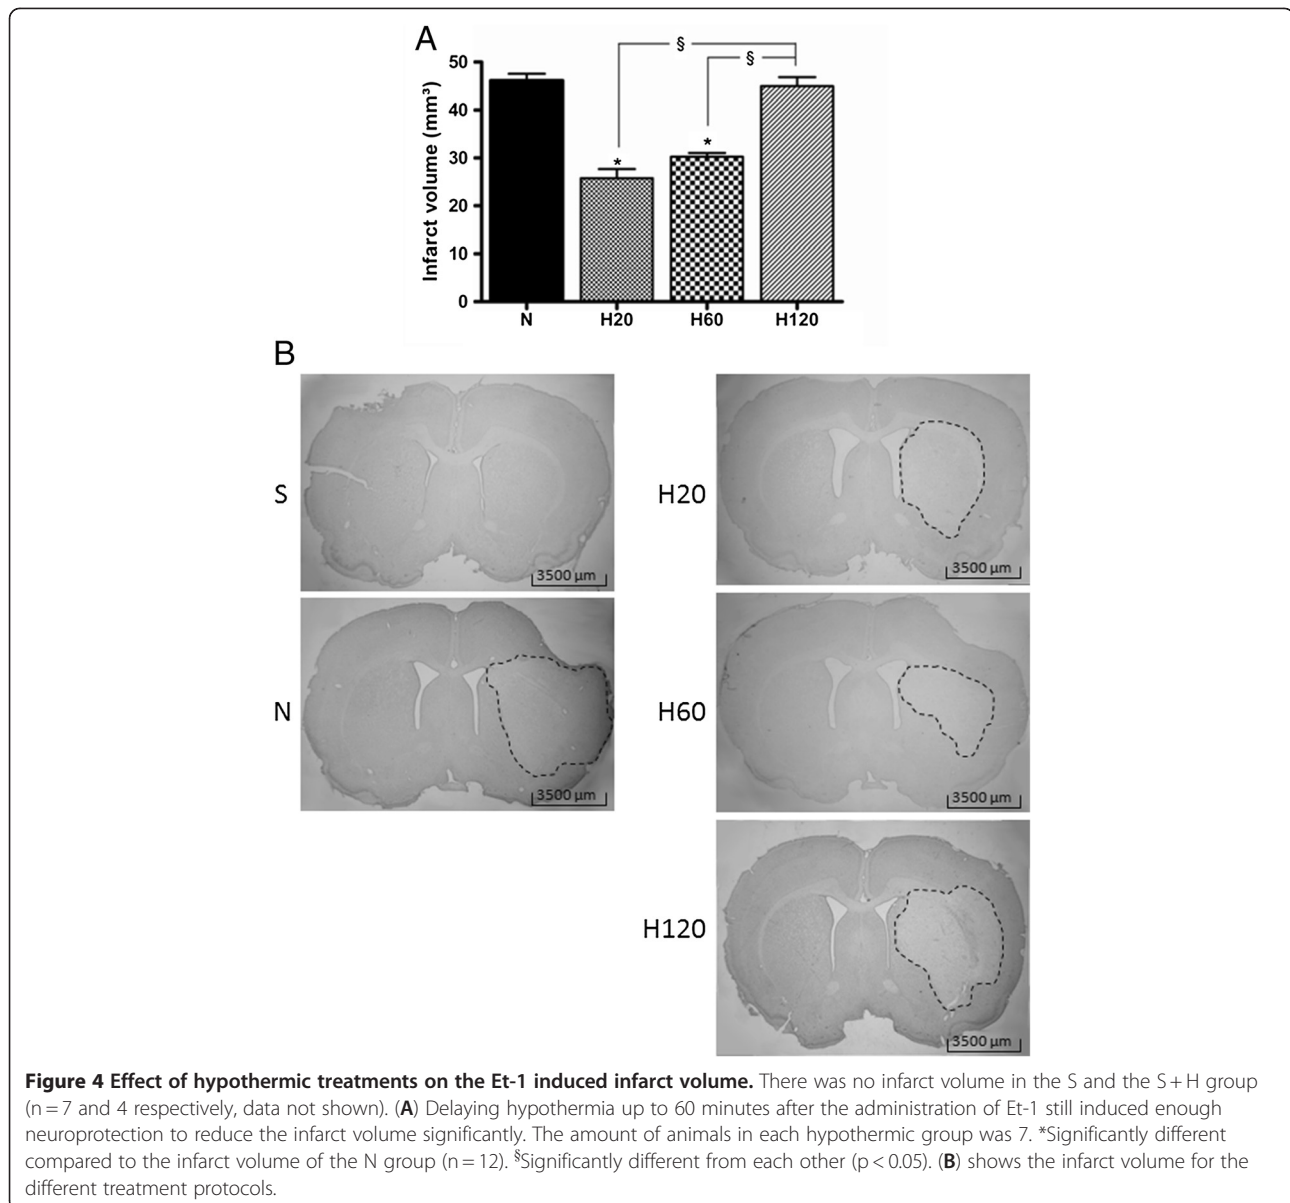 A
§
§
50
40
30
20
10
0
Infarct volume (mm³)
*
*
N H20 H60 H120
B
S
3500 µm
H20
3500 µm
N
3500 µm
H60
3500 µm
H120
3500 µm
Figure 4 Effect of hypothermic treatments on the Et-1 induced infarct volume. There was no infarct volume in the S and the S + H group
(n = 7 and 4 respectively, data not shown). (A) Delaying hypothermia up to 60 minutes after the administration of Et-1 still induced enough
neuroprotection to reduce the infarct volume significantly. The amount of animals in each hypothermic group was 7. *Significantly different
compared to the infarct volume of the N group (n = 12). §Significantly different from each other (p < 0.05). (B) shows the infarct volume for the
different treatment protocols.